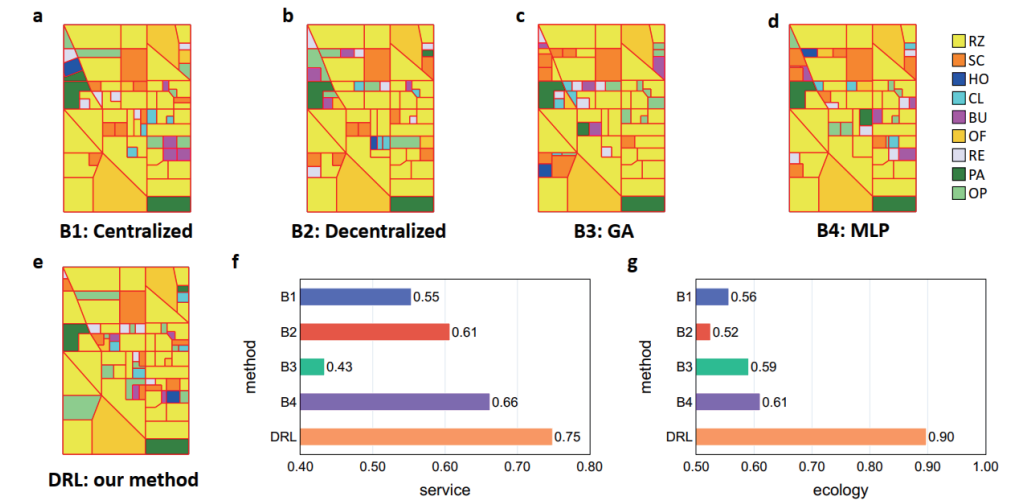 a
b
c
d
RZ
SC
HO
CL
BU
OF
RE
PA
OP
B1: Centralized
B2: Decentralized
B3: GA
B4: MLP
e
DRL: our method
f
method
B1
0.55
B2
0.61
B3
0.43
B4
0.66
DRL
0.75
0.40 0.50 0.60 0.70 0.80
service
g
method
B1
0.56
B2
0.52
B3
0.59
B4
0.61
DRL
0.90
0.50 0.60 0.70 0.80 0.90 1.00
ecology